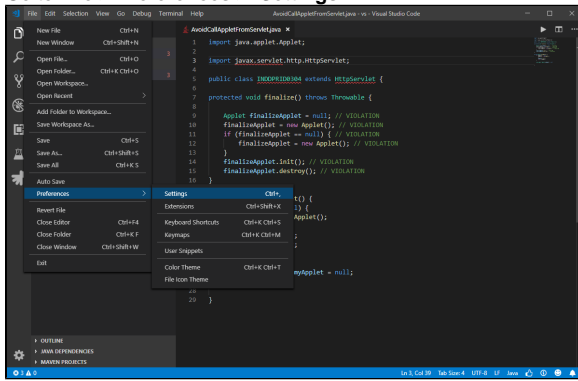 File Edit Selection View Go Debug Terminal Help AvoidCallAppletFromServlet.java - vs - Visual Studio Code
New File Ctrl+N
New Window Ctrl+Shift+N
Open File... Ctrl+O
Open Folder... Ctrl+K Ctrl+O
Open Workspace...
Open Recent
Add Folder to Workspace...
Save Workspace As...
Save Ctrl+S
Save As... Ctrl+Shift+S
Save All Ctrl+K S
Auto Save
Preferences
Revert File
Close Editor Ctrl+F4
Close Folder Ctrl+K F
Close Window Ctrl+Shift+W
Exit
Settings Ctrl+,
Extensions Ctrl+Shift+X
Keyboard Shortcuts Ctrl+K Ctrl+S
Keymaps Ctrl+K Ctrl+M
User Snippets
Color Theme Ctrl+K Ctrl+T
File Icon Theme
AvoidCallAppletFromServlet.java
1 import java.applet.Applet;
2
3 import javax.servlet.http.HttpServlet;
4
5 public class INDDPRID0304 extends HttpServlet {
6
7 protected void finalize() throws Throwable {
8
9 Applet finalizeApplet = null; // VIOLATION
10 finalizeApplet = new Applet(); // VIOLATION
11 if (finalizeApplet == null) { // VIOLATION
12 finalizeApplet = new Applet(); // VIOLATION
13 }
14 finalizeApplet.init(); // VIOLATION
15 finalizeApplet.destroy(); // VIOLATION
16 }
t() {
l) {
Applet();
;
;
myApplet = null;
28
29 }
OUTLINE
JAVA DEPENDENCIES
MAVEN PROJECTS
3 0 Ln 3, Col 39 Tab Size: 4 UTF-8 LF Java